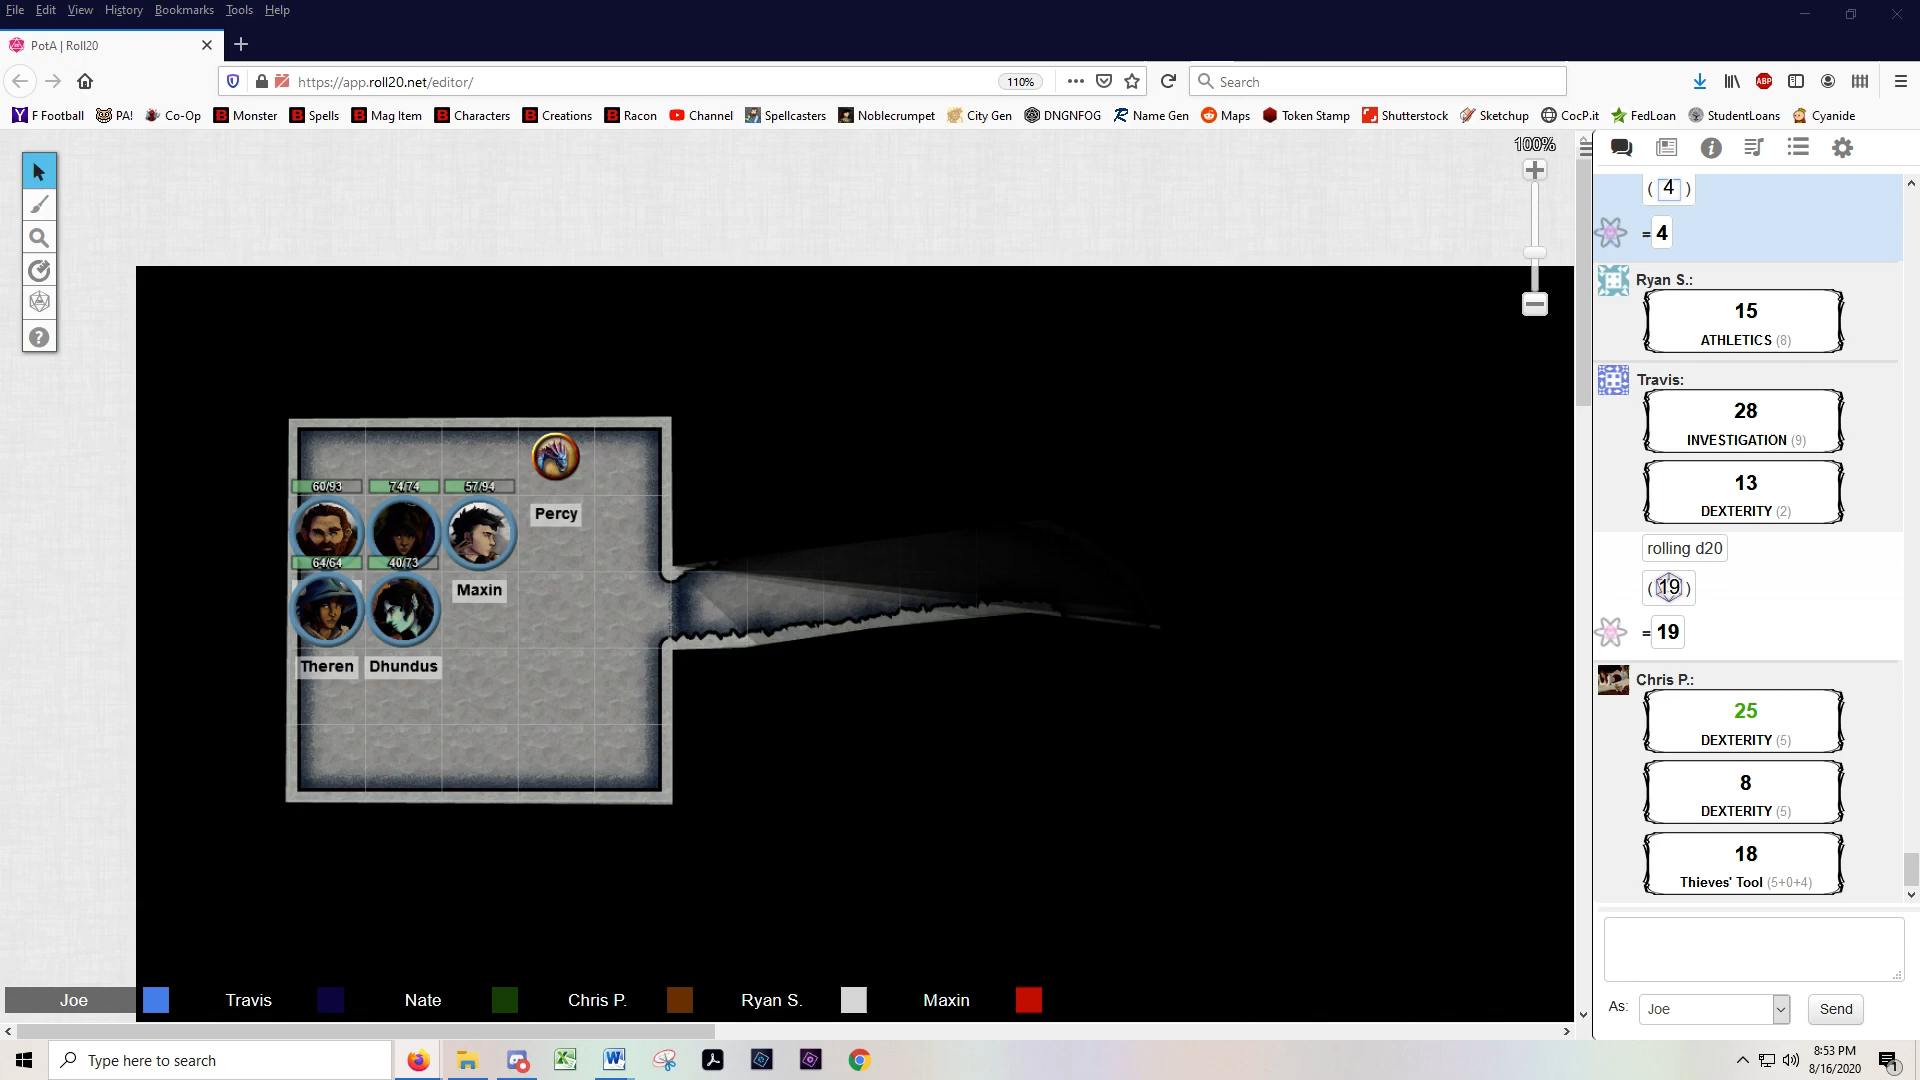 File Edit View History Bookmarks Tools Help
PotA | Roll20
https://app.roll20.net/editor/
110%
Search
F Football PA! Co-Op Monster Spells Mag Item Characters Creations Racon Channel Spellcasters Noblecrumpet City Gen DNGNFOG Name Gen Maps Token Stamp Shutterstock Sketchup CocP.it FedLoan StudentLoans Cyanide
100%
( 4 )
= 4
Ryan S.:
15
ATHLETICS (8)
Travis:
28
INVESTIGATION (9)
13
DEXTERITY (2)
rolling d20
( 19 )
= 19
Chris P.:
25
DEXTERITY (5)
8
DEXTERITY (5)
18
Thieves' Tool (5+0+4)
60/93 74/74 57/94
Percy
64/64 40/73
Maxin
Theren Dhundus
Joe Travis Nate Chris P. Ryan S. Maxin
As: Joe Send
Type here to search
8:53 PM
8/16/2020
1